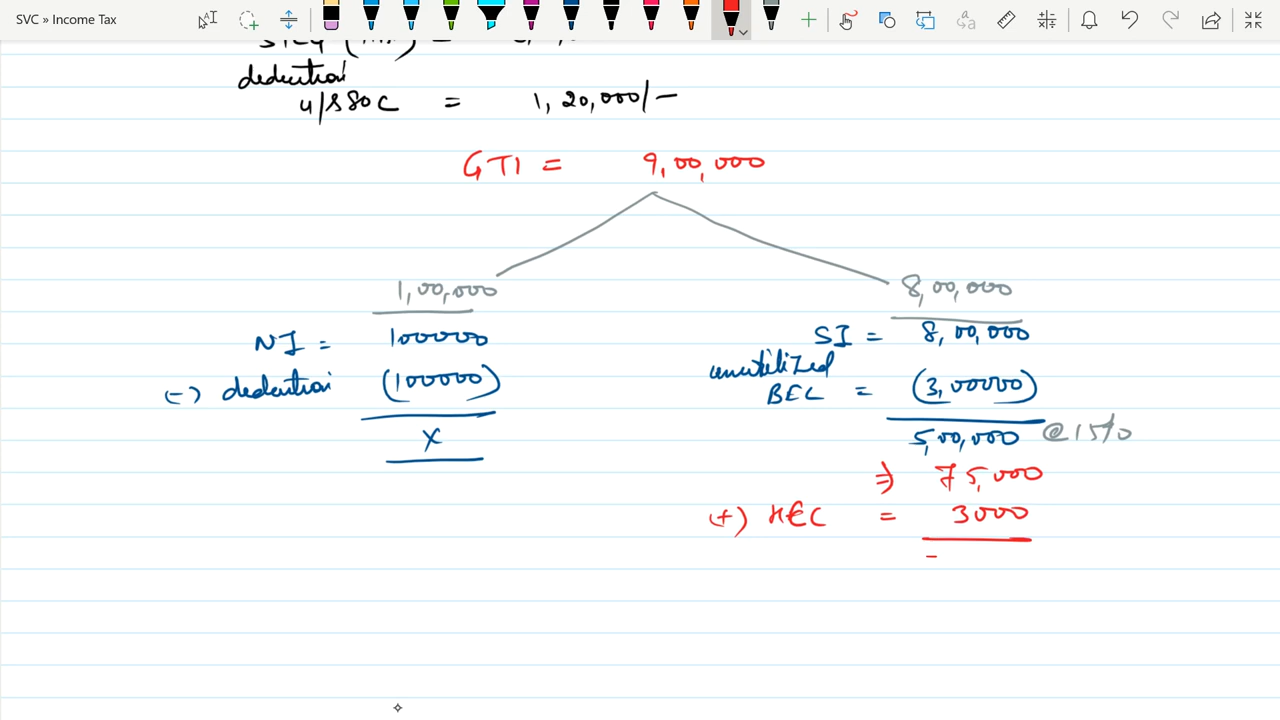 SVC » Income Tax
deduction
u/s 80C = 1,20,000/-
GTI = 9,00,000
1,00,000 8,00,000
NI = 100000 SI = 8,00,000
(-) deduction (100000) unutilized BEL = (3,00000)
X 5,00,000 @15%
⇒ 75,000
(+) HEC = 3000